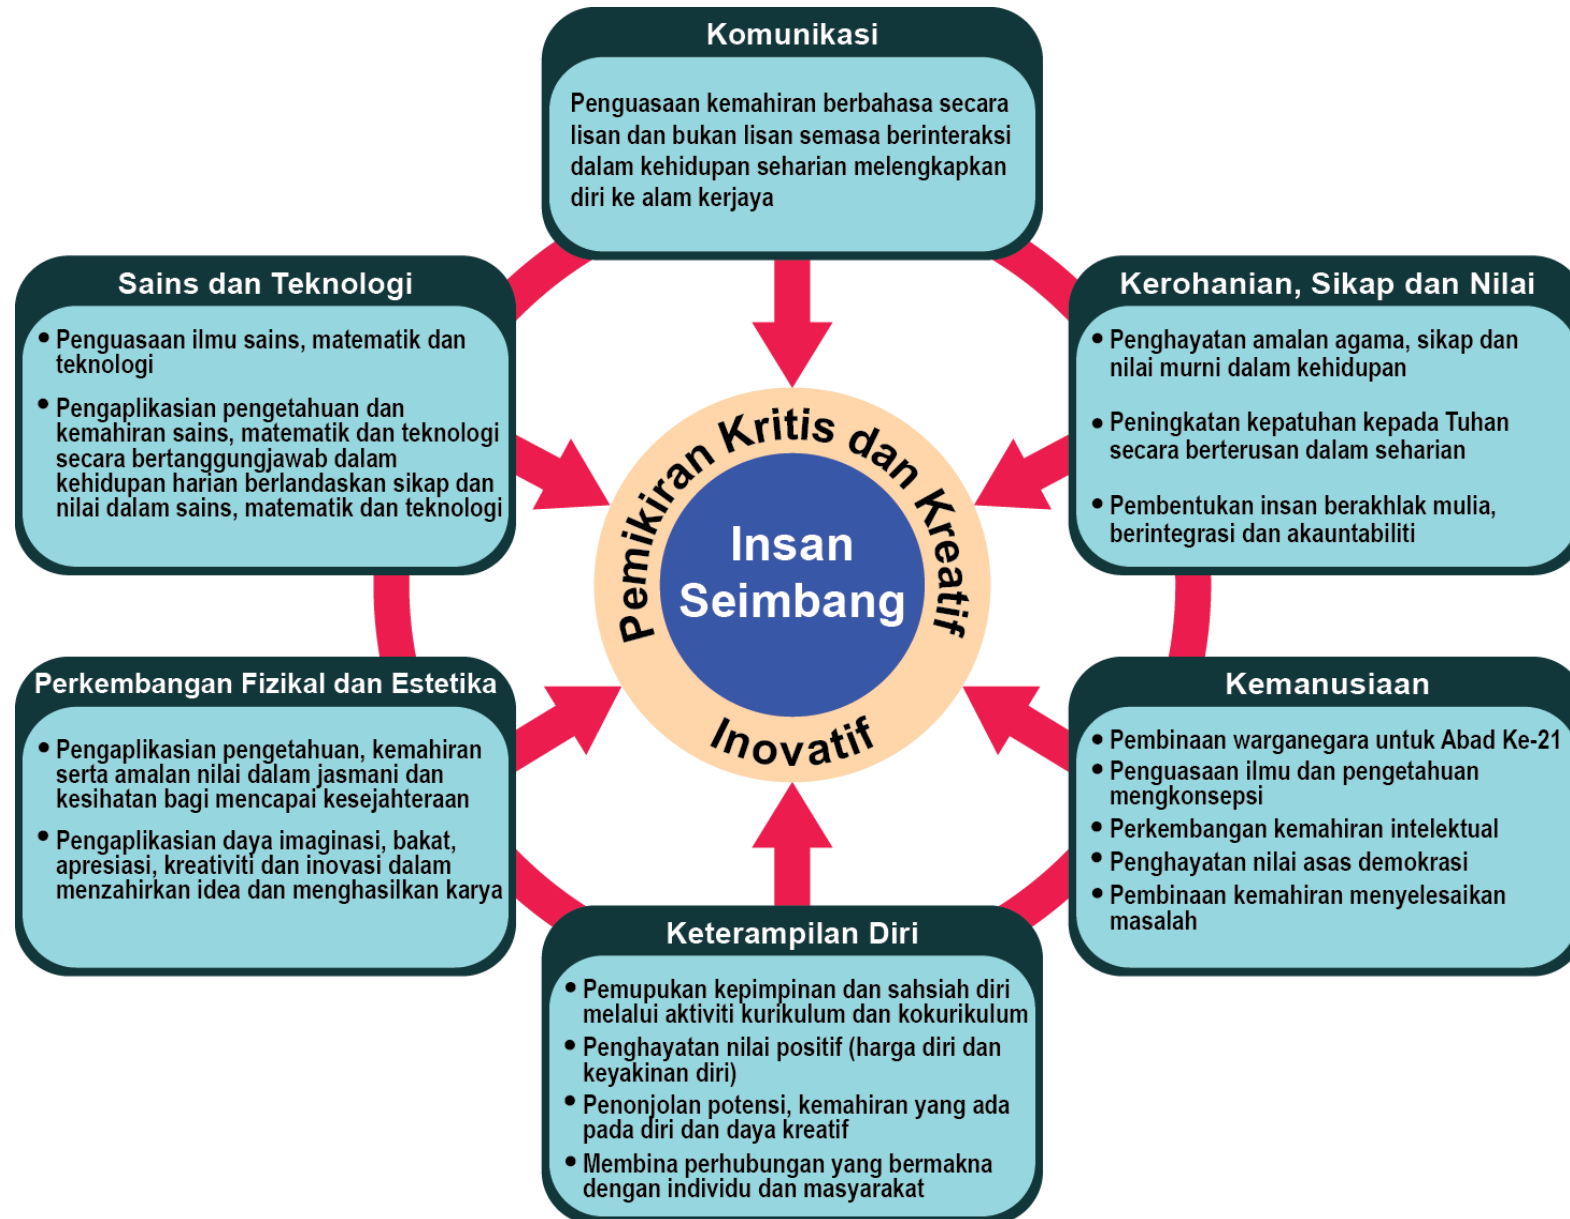 Komunikasi
Penguasaan kemahiran berbahasa secara
lisan dan bukan lisan semasa berinteraksi
dalam kehidupan seharian melengkapkan
diri ke alam kerjaya
Sains dan Teknologi
• Penguasaan ilmu sains, matematik dan
teknologi
• Pengaplikasian pengetahuan dan
kemahiran sains, matematik dan teknologi
secara bertanggungjawab dalam
kehidupan harian berlandaskan sikap dan
nilai dalam sains, matematik dan teknologi
Kerohanian, Sikap dan Nilai
• Penghayatan amalan agama, sikap dan
nilai murni dalam kehidupan
• Peningkatan kepatuhan kepada Tuhan
secara berterusan dalam seharian
• Pembentukan insan berakhlak mulia,
berintegrasi dan akauntabiliti
Pemikiran Kritis dan Kreatif
Insan
Seimbang
Inovatif
Perkembangan Fizikal dan Estetika
• Pengaplikasian pengetahuan, kemahiran
serta amalan nilai dalam jasmani dan
kesihatan bagi mencapai kesejahteraan
• Pengaplikasian daya imaginasi, bakat,
apresiasi, kreativiti dan inovasi dalam
menzahirkan idea dan menghasilkan karya
Kemanusiaan
• Pembinaan warganegara untuk Abad Ke-21
• Penguasaan ilmu dan pengetahuan
mengkonsepsi
• Perkembangan kemahiran intelektual
• Penghayatan nilai asas demokrasi
• Pembinaan kemahiran menyelesaikan
masalah
Keterampilan Diri
• Pemupukan kepimpinan dan sahsiah diri
melalui aktiviti kurikulum dan kokurikulum
• Penghayatan nilai positif (harga diri dan
keyakinan diri)
• Penonjolan potensi, kemahiran yang ada
pada diri dan daya kreatif
• Membina perhubungan yang bermakna
dengan individu dan masyarakat